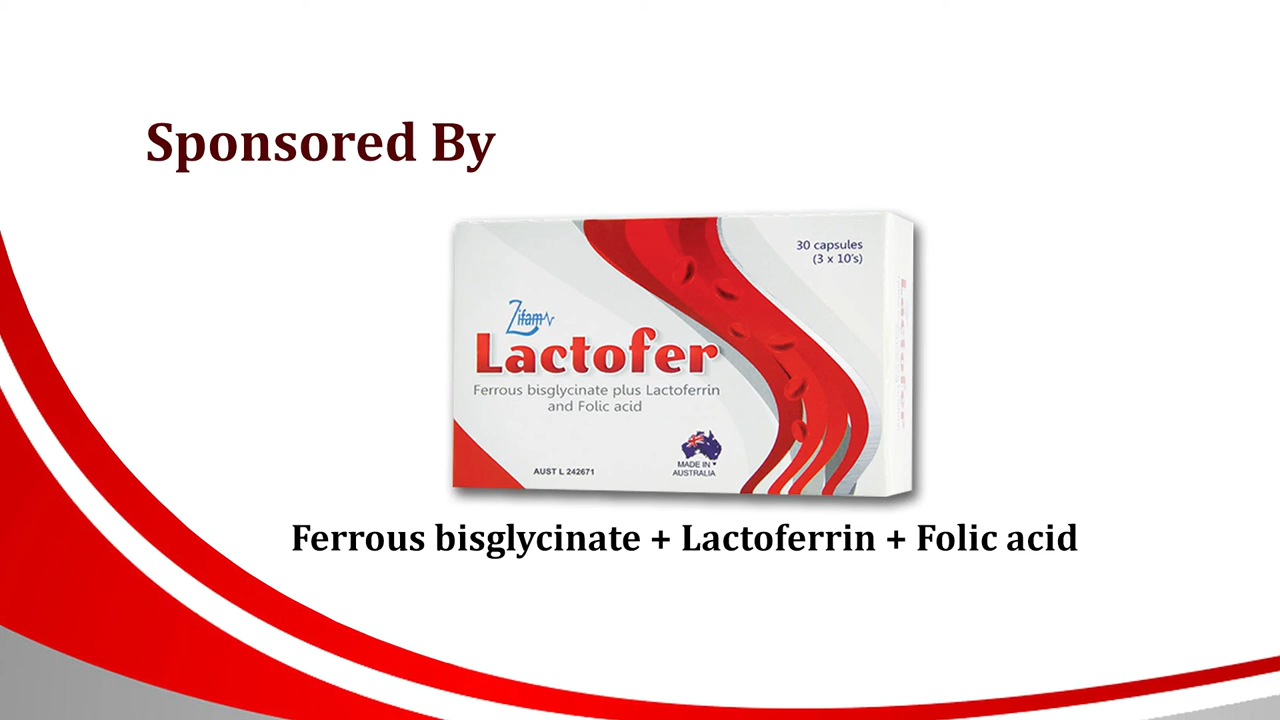 Sponsored By
30 capsules
(3 x 10's)
Zifam
Lactofer
Ferrous bisglycinate plus Lactoferrin
and Folic acid
AUST L 242671
MADE IN
AUSTRALIA
Ferrous bisglycinate + Lactoferrin + Folic acid